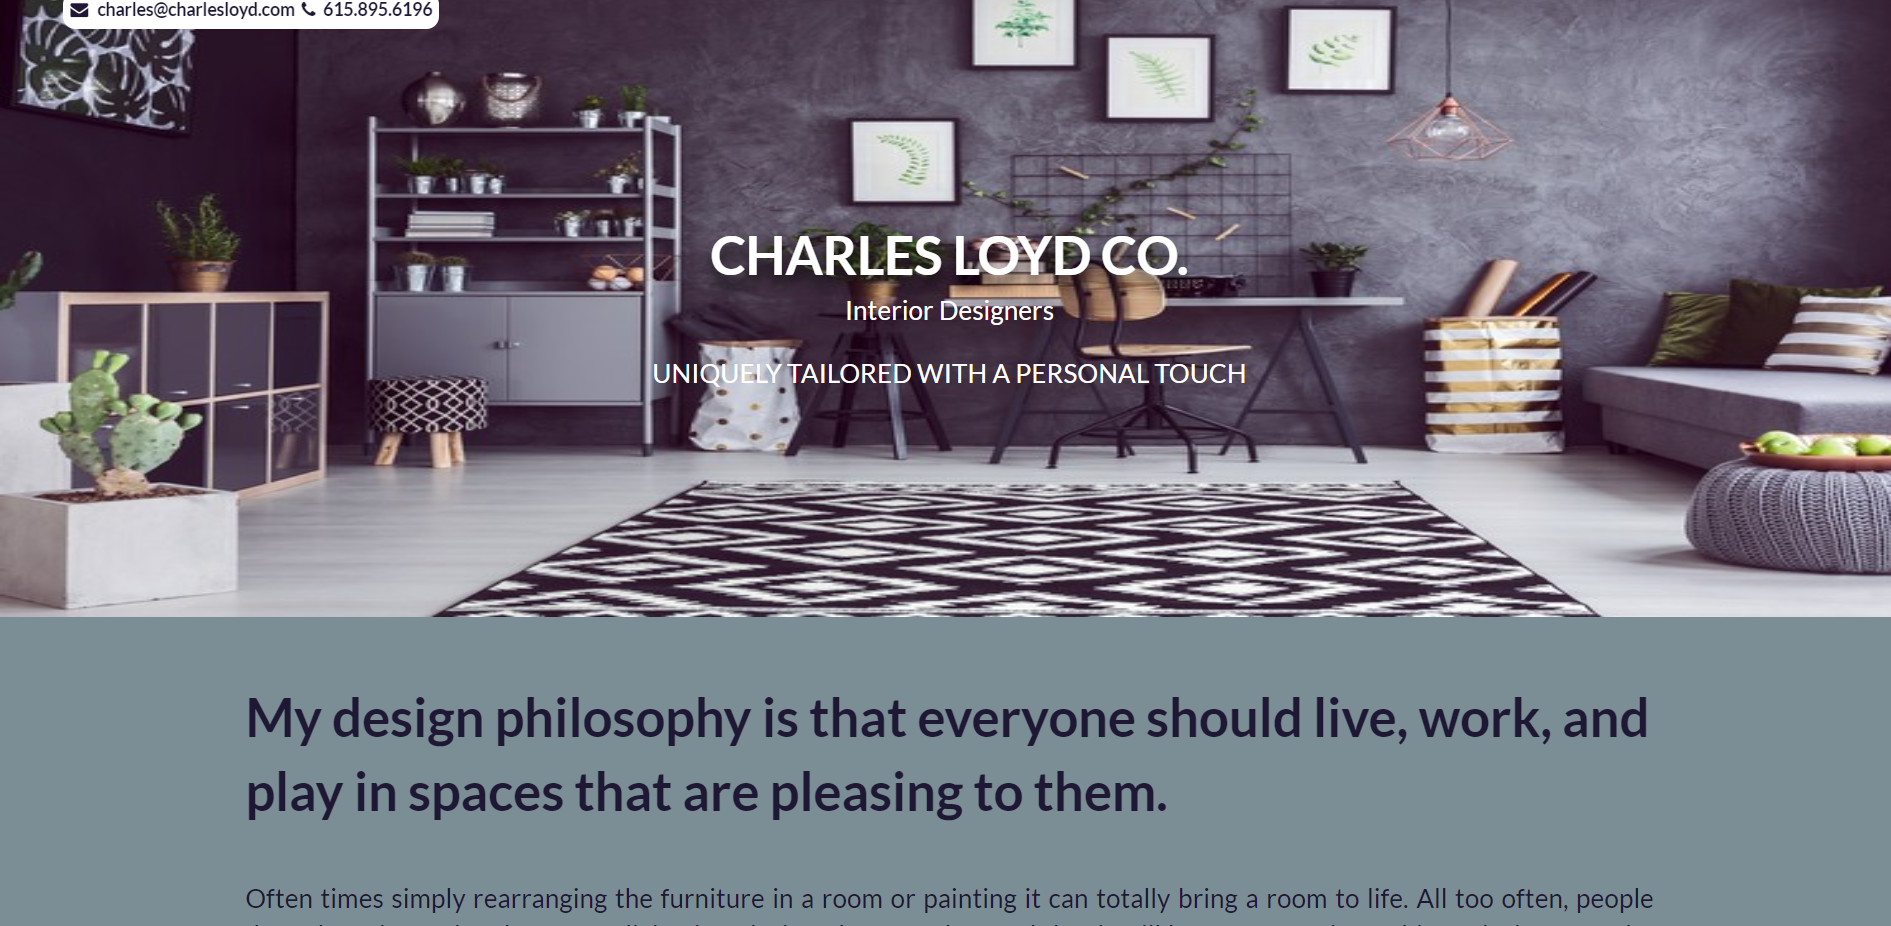 charles@charlesloyd.com 615.895.6196
CHARLES LOYD CO.
Interior Designers
UNIQUELY TAILORED WITH A PERSONAL TOUCH
My design philosophy is that everyone should live, work, and
play in spaces that are pleasing to them.
Often times simply rearranging the furniture in a room or painting it can totally bring a room to life. All too often, people